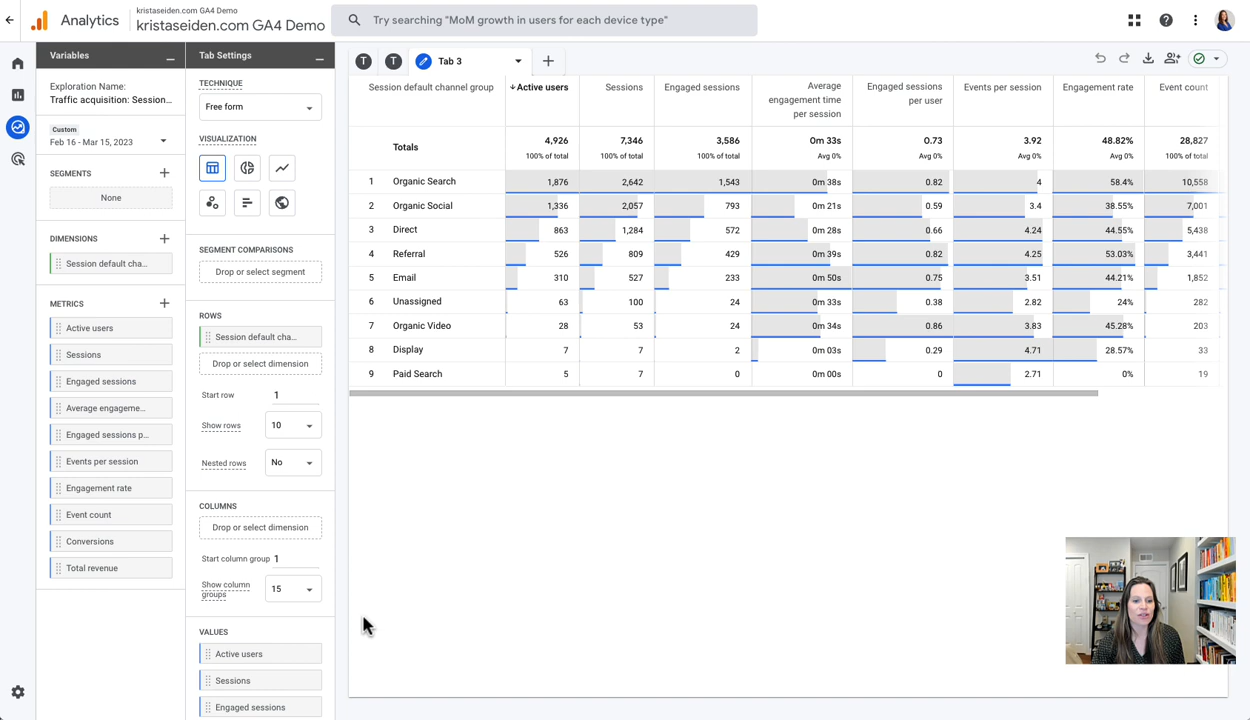 kristaseiden.com GA4 Demo
Analytics
kristaseiden.com GA4 Demo
Try searching "MoM growth in users for each device type"
Variables
Exploration Name:
Traffic acquisition: Session...
Custom
Feb 16 - Mar 15, 2023
SEGMENTS
None
DIMENSIONS
Session default cha...
METRICS
Active users
Sessions
Engaged sessions
Average engageme...
Engaged sessions p...
Events per session
Engagement rate
Event count
Conversions
Total revenue
Tab Settings
TECHNIQUE
Free form
VISUALIZATION
SEGMENT COMPARISONS
Drop or select segment
ROWS
Session default cha...
Drop or select dimension
Start row 1
Show rows 10
Nested rows No
COLUMNS
Drop or select dimension
Start column group 1
Show column
groups
15
VALUES
Active users
Sessions
Engaged sessions
T T Tab 3
Session default channel group Active users Sessions Engaged sessions Average engagement time per session Engaged sessions per user Events per session Engagement rate Event count
Totals 4,926 7,346 3,586 0m 33s 0.73 3.92 48.82% 28,827
100% of total 100% of total 100% of total Avg 0% Avg 0% Avg 0% Avg 0% 100% of total
1 Organic Search 1,876 2,642 1,543 0m 38s 0.82 4 58.4% 10,558
2 Organic Social 1,336 2,057 793 0m 21s 0.59 3.4 38.55% 7,001
3 Direct 863 1,284 572 0m 28s 0.66 4.24 44.55% 5,438
4 Referral 526 809 429 0m 39s 0.82 4.25 53.03% 3,441
5 Email 310 527 233 0m 50s 0.75 3.51 44.21% 1,852
6 Unassigned 63 100 24 0m 33s 0.38 2.82 24% 282
7 Organic Video 28 53 24 0m 34s 0.86 3.83 45.28% 203
8 Display 7 7 2 0m 03s 0.29 4.71 28.57% 33
9 Paid Search 5 7 0 0m 00s 0 2.71 0% 19